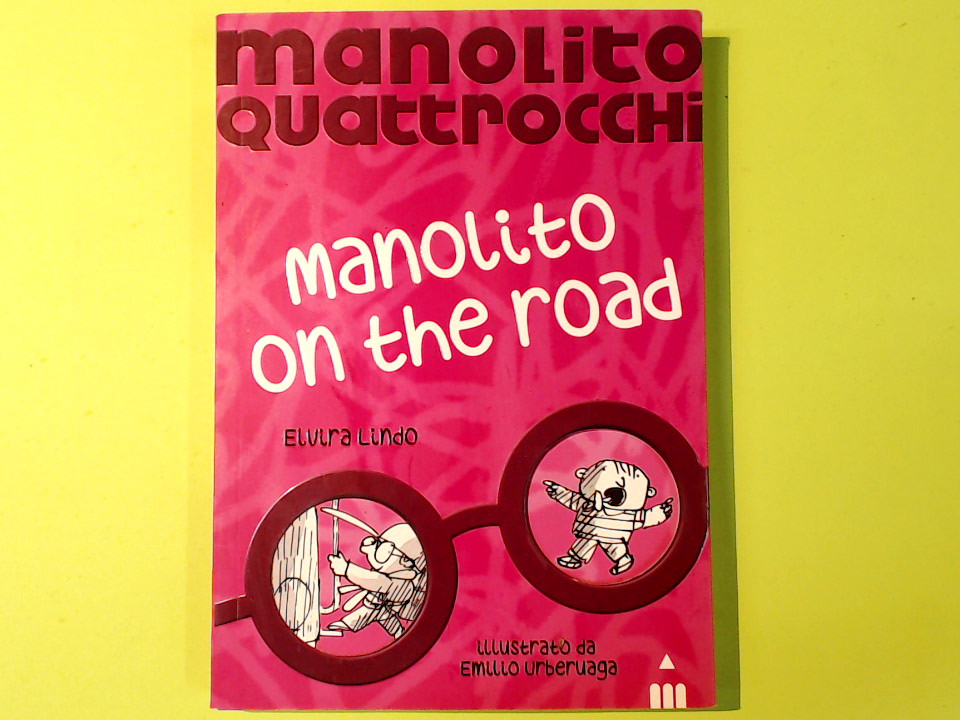 manolito
Quattrocchi
manolito
on the road
Elvira Lindo
illustrato da
Emilio Urberuaga